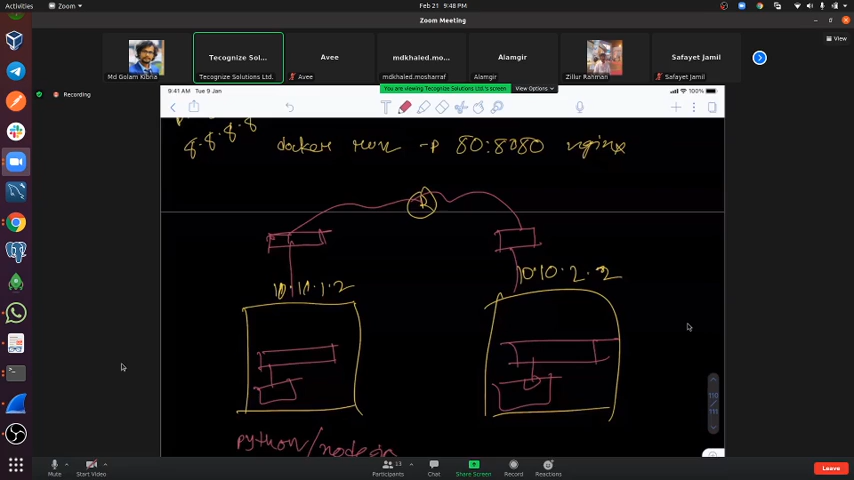 Activities Zoom Feb 21 9:48 PM
Zoom Meeting
View
Tecognize Sol... Avee mdkhaled.mo... Alamgir Safayet Jamil
Md Golam Kibria Tecognize Solutions Ltd. Avee mdkhaled.mosharraf Alamgir Zillur Rahman Safayet Jamil
You are viewing Tecognize Solutions Ltd.'s screen View Options
Recording
9:41 AM Tue 9 Jan 100%
8.8.8.8 docker run -p 80:8080 nginx
R
10.10.1.2 10.10.2.2
110
111
python/nodejs
Mute Start Video Participants 13 Chat Share Screen Record Reactions Leave